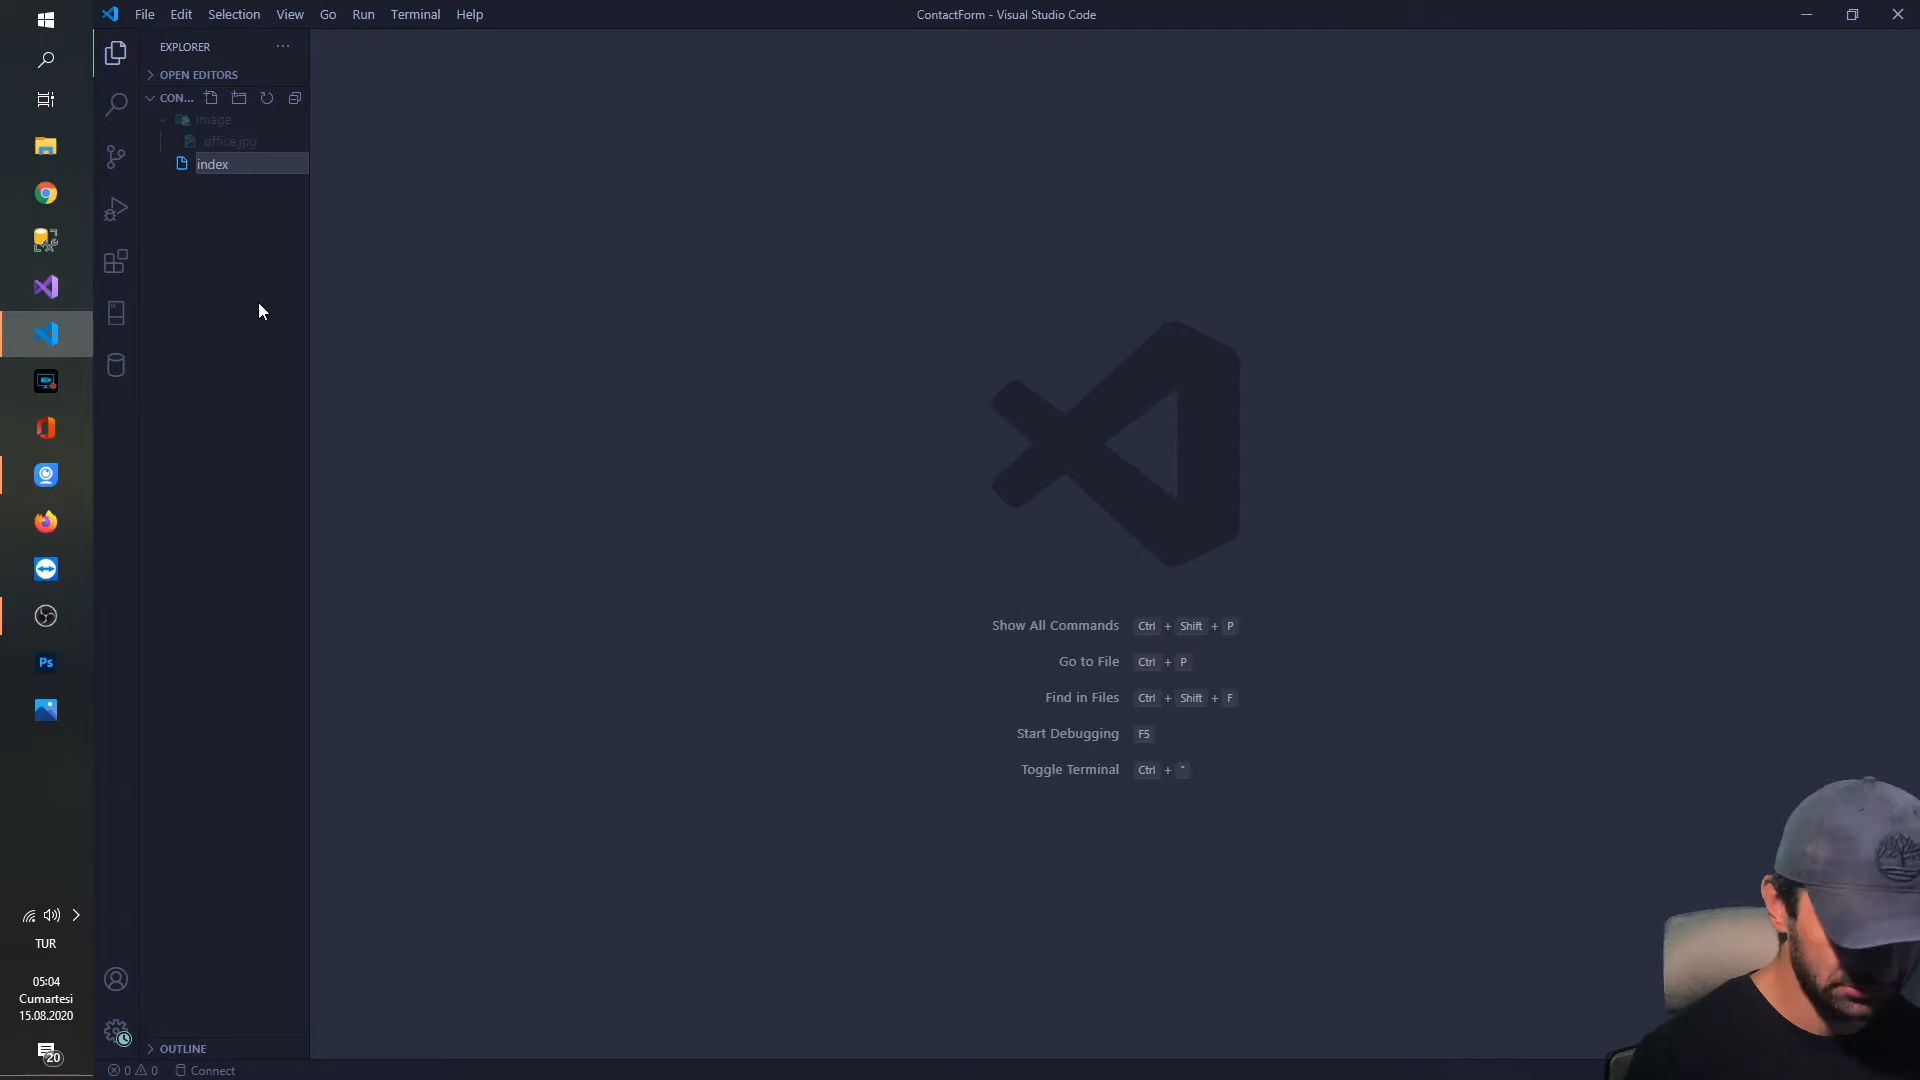 File Edit Selection View Go Run Terminal Help
ContactForm - Visual Studio Code
EXPLORER
OPEN EDITORS
CON...
image
office.jpg
index
Show All Commands Ctrl + Shift + P
Go to File Ctrl + P
Find in Files Ctrl + Shift + F
Start Debugging F5
Toggle Terminal Ctrl + "
Ps
TUR
05:04
Cumartesi
15.08.2020
20
OUTLINE
0 0 Connect